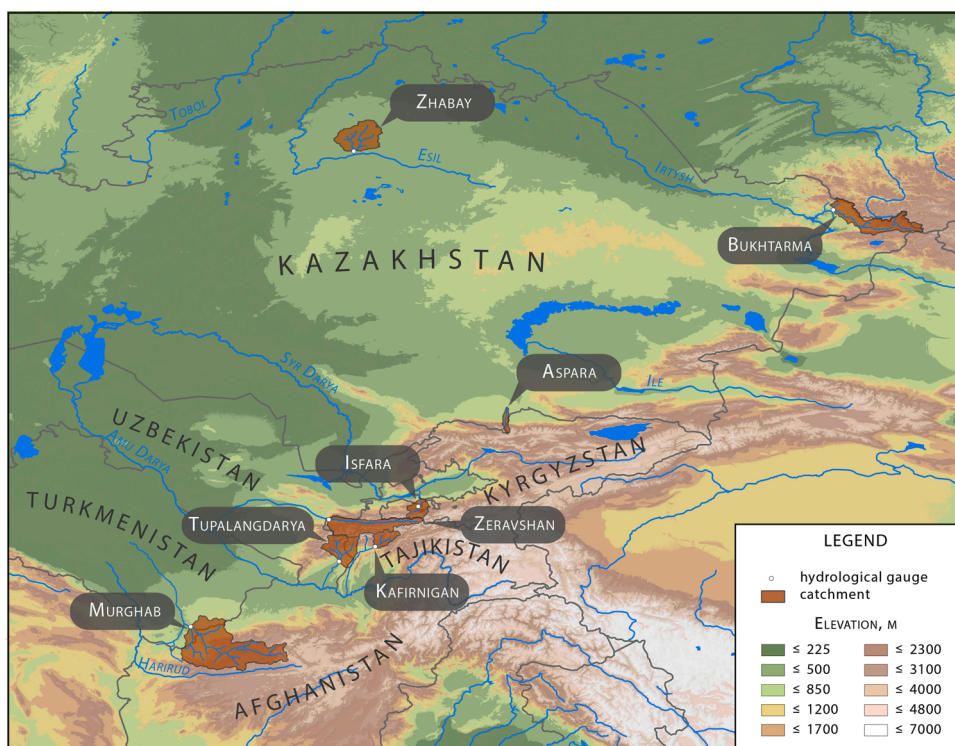 ZHABAY
TOBOL
ESIL
IRTYSH
BUKHTARMA
KAZAKHSTAN
SYR DARYA
ASPARA
ILE
UZBEKISTAN
AMU DARYA
ISFARA
KYRGYZSTAN
TURKMENISTAN
TUPALANGDARYA
ZERAVSHAN
TAJIKISTAN
KAFIRNIGAN
MURGHAB
HARIRUD
AFGHANISTAN
LEGEND
hydrological gauge
catchment
ELEVATION, M
≤ 225 ≤ 2300
≤ 500 ≤ 3100
≤ 850 ≤ 4000
≤ 1200 ≤ 4800
≤ 1700 ≤ 7000